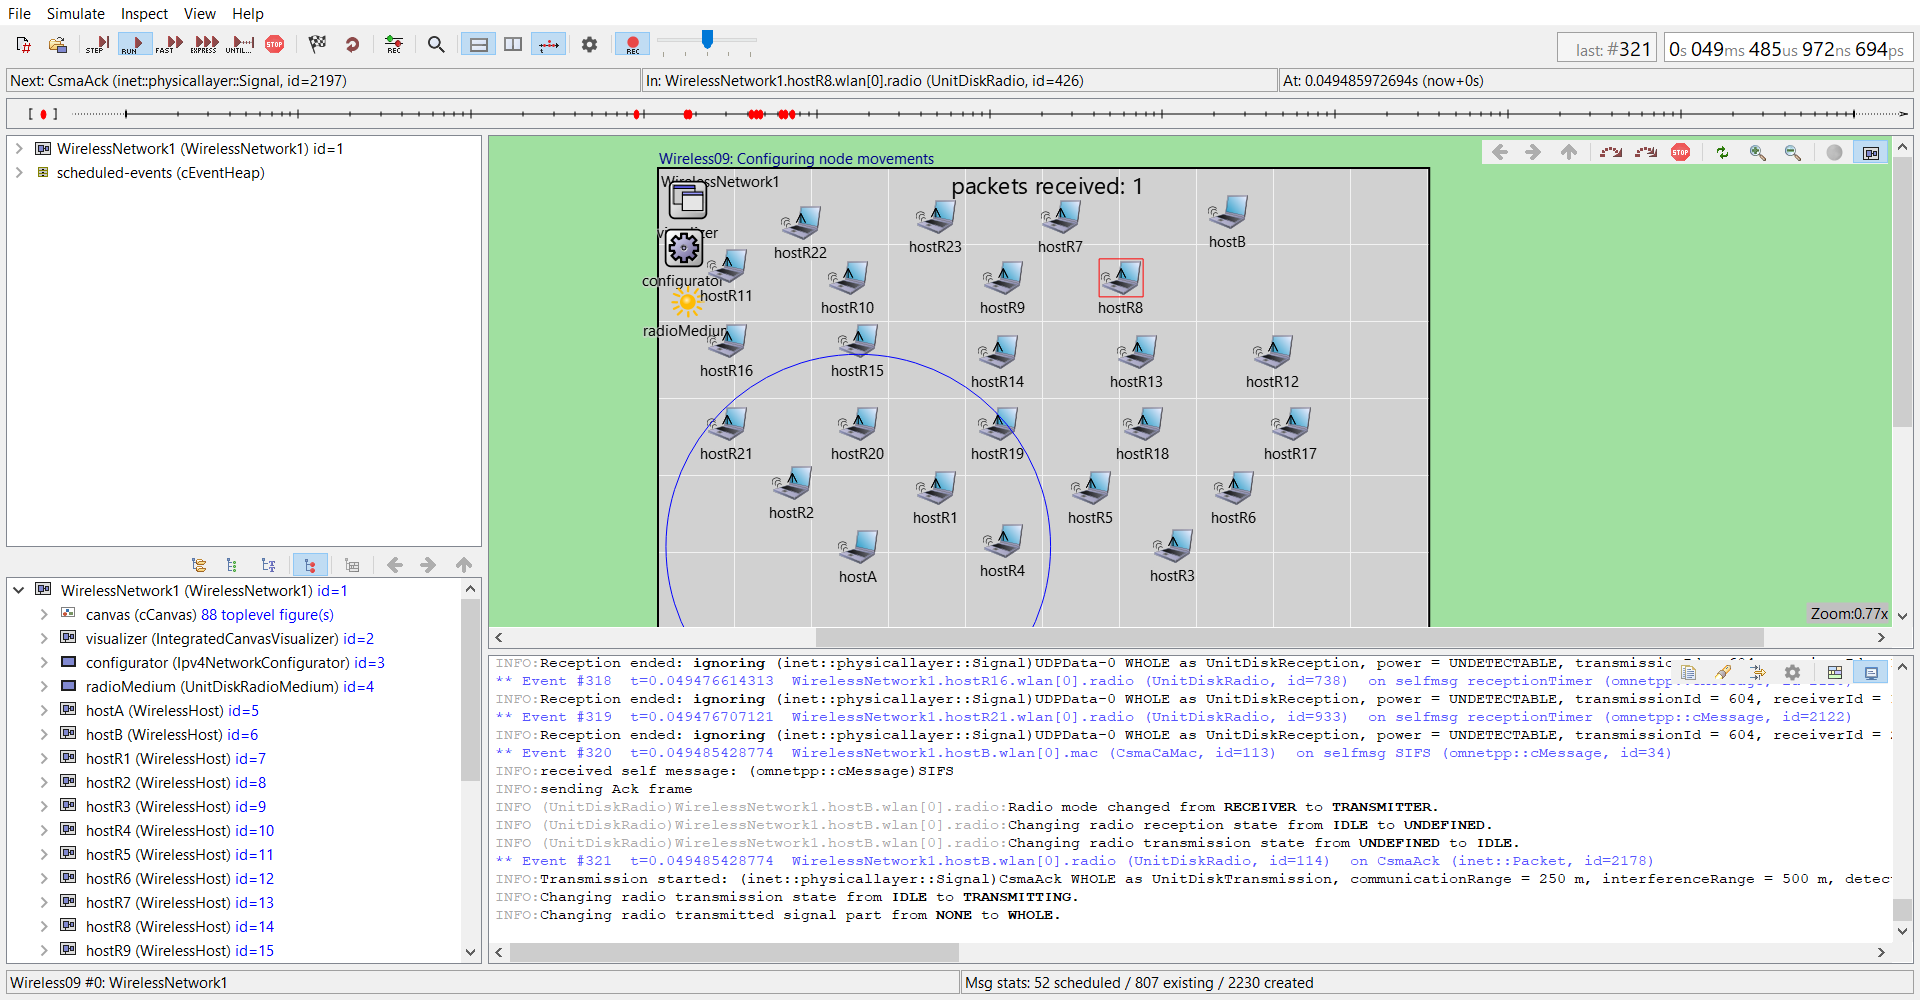 File Simulate Inspect View Help
STEP RUN FAST EXPRESS UNTIL... STOP REC REC
last: #321 0s 049ms 485us 972ns 694ps
Next: CsmaAck (inet::physicallayer::Signal, id=2197) In: WirelessNetwork1.hostR8.wlan[0].radio (UnitDiskRadio, id=426) At: 0.049485972694s (now+0s)
WirelessNetwork1 (WirelessNetwork1) id=1
scheduled-events (cEventHeap)
WirelessNetwork1 (WirelessNetwork1) id=1
canvas (cCanvas) 88 toplevel figure(s)
visualizer (IntegratedCanvasVisualizer) id=2
configurator (Ipv4NetworkConfigurator) id=3
radioMedium (UnitDiskRadioMedium) id=4
hostA (WirelessHost) id=5
hostB (WirelessHost) id=6
hostR1 (WirelessHost) id=7
hostR2 (WirelessHost) id=8
hostR3 (WirelessHost) id=9
hostR4 (WirelessHost) id=10
hostR5 (WirelessHost) id=11
hostR6 (WirelessHost) id=12
hostR7 (WirelessHost) id=13
hostR8 (WirelessHost) id=14
hostR9 (WirelessHost) id=15
Wireless09: Configuring node movements
STOP
WirelessNetwork1
packets received: 1
visualizer
hostR22
hostR23
hostR7
hostB
configurator
hostR11
hostR10
hostR9
hostR8
radioMedium
hostR16
hostR15
hostR14
hostR13
hostR12
hostR21
hostR20
hostR19
hostR18
hostR17
hostR2
hostR1
hostR5
hostR6
hostA
hostR4
hostR3
Zoom:0.77x
INFO:Reception ended: ignoring (inet::physicallayer::Signal)UDPData-0 WHOLE as UnitDiskReception, power = UNDETECTABLE,
** Event #318 t=0.049476614313 WirelessNetwork1.hostR16.wlan[0].radio (UnitDiskRadio, id=738) on selfmsg receptionTimer
INFO:Reception ended: ignoring (inet::physicallayer::Signal)UDPData-0 WHOLE as UnitDiskReception, power = UNDETECTABLE, transmissionId = 604, receiverId =
** Event #319 t=0.049476707121 WirelessNetwork1.hostR21.wlan[0].radio (UnitDiskRadio, id=933) on selfmsg receptionTimer (omnetpp::cMessage, id=2122)
INFO:Reception ended: ignoring (inet::physicallayer::Signal)UDPData-0 WHOLE as UnitDiskReception, power = UNDETECTABLE, transmissionId = 604, receiverId =
** Event #320 t=0.049485428774 WirelessNetwork1.hostB.wlan[0].mac (CsmaCaMac, id=113) on selfmsg SIFS (omnetpp::cMessage, id=34)
INFO:received self message: (omnetpp::cMessage)SIFS
INFO:sending Ack frame
INFO (UnitDiskRadio)WirelessNetwork1.hostB.wlan[0].radio:Radio mode changed from RECEIVER to TRANSMITTER.
INFO (UnitDiskRadio)WirelessNetwork1.hostB.wlan[0].radio:Changing radio reception state from IDLE to UNDEFINED.
INFO (UnitDiskRadio)WirelessNetwork1.hostB.wlan[0].radio:Changing radio transmission state from UNDEFINED to IDLE.
** Event #321 t=0.049485428774 WirelessNetwork1.hostB.wlan[0].radio (UnitDiskRadio, id=114) on CsmaAck (inet::Packet, id=2178)
INFO:Transmission started: (inet::physicallayer::Signal)CsmaAck WHOLE as UnitDiskTransmission, communicationRange = 250 m, interferenceRange = 500 m, detec
INFO:Changing radio transmission state from IDLE to TRANSMITTING.
INFO:Changing radio transmitted signal part from NONE to WHOLE.
Wireless09 #0: WirelessNetwork1 Msg stats: 52 scheduled / 807 existing / 2230 created